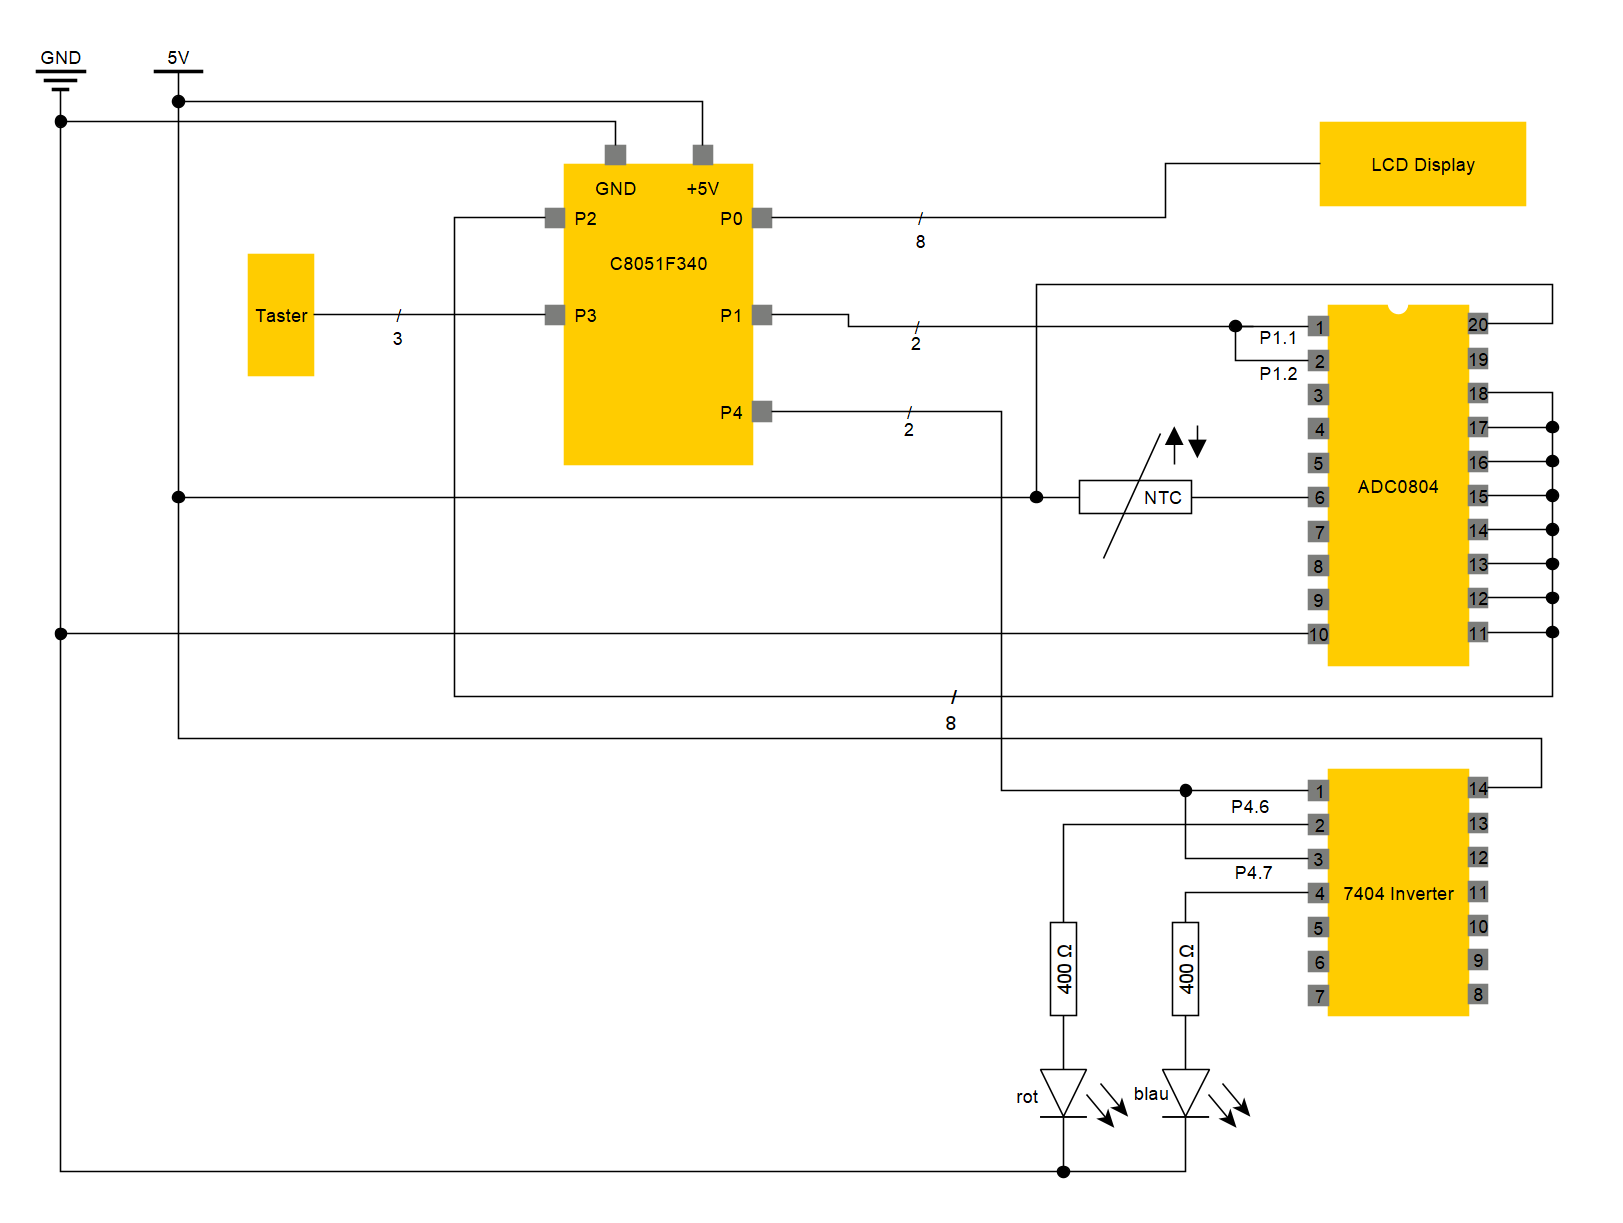 GND
5V
GND
+5V
P2
P0
C8051F340
P3
P1
P4
Taster
/
3
/
8
/
2
/
2
LCD Display
P1.1
P1.2
1
2
3
4
5
6
7
8
9
10
20
19
18
17
16
15
14
13
12
11
ADC0804
NTC
/
8
P4.6
P4.7
1
2
3
4
5
6
7
14
13
12
11
10
9
8
7404 Inverter
400 Ω
400 Ω
rot
blau